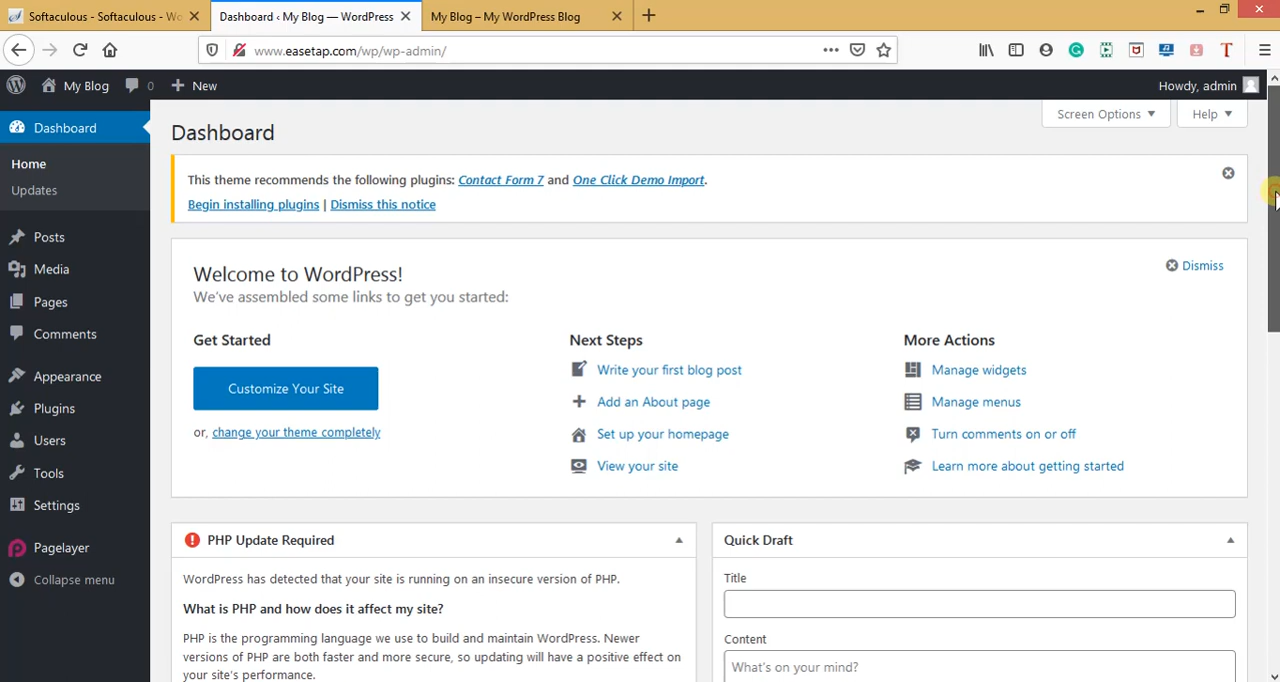 Softaculous - Softaculous - Wo
Dashboard ‹ My Blog — WordPress
My Blog – My WordPress Blog
www.easetap.com/wp/wp-admin/
My Blog
0
New
Howdy, admin
Screen Options
Help
Dashboard
Home
Updates
Posts
Media
Pages
Comments
Appearance
Plugins
Users
Tools
Settings
Pagelayer
Collapse menu
Dashboard
This theme recommends the following plugins: Contact Form 7 and One Click Demo Import.
Begin installing plugins | Dismiss this notice
Welcome to WordPress!
We've assembled some links to get you started:
Dismiss
Get Started
Customize Your Site
or, change your theme completely
Next Steps
Write your first blog post
Add an About page
Set up your homepage
View your site
More Actions
Manage widgets
Manage menus
Turn comments on or off
Learn more about getting started
PHP Update Required
WordPress has detected that your site is running on an insecure version of PHP.
What is PHP and how does it affect my site?
PHP is the programming language we use to build and maintain WordPress. Newer
versions of PHP are both faster and more secure, so updating will have a positive effect on
your site's performance.
Quick Draft
Title
Content
What's on your mind?